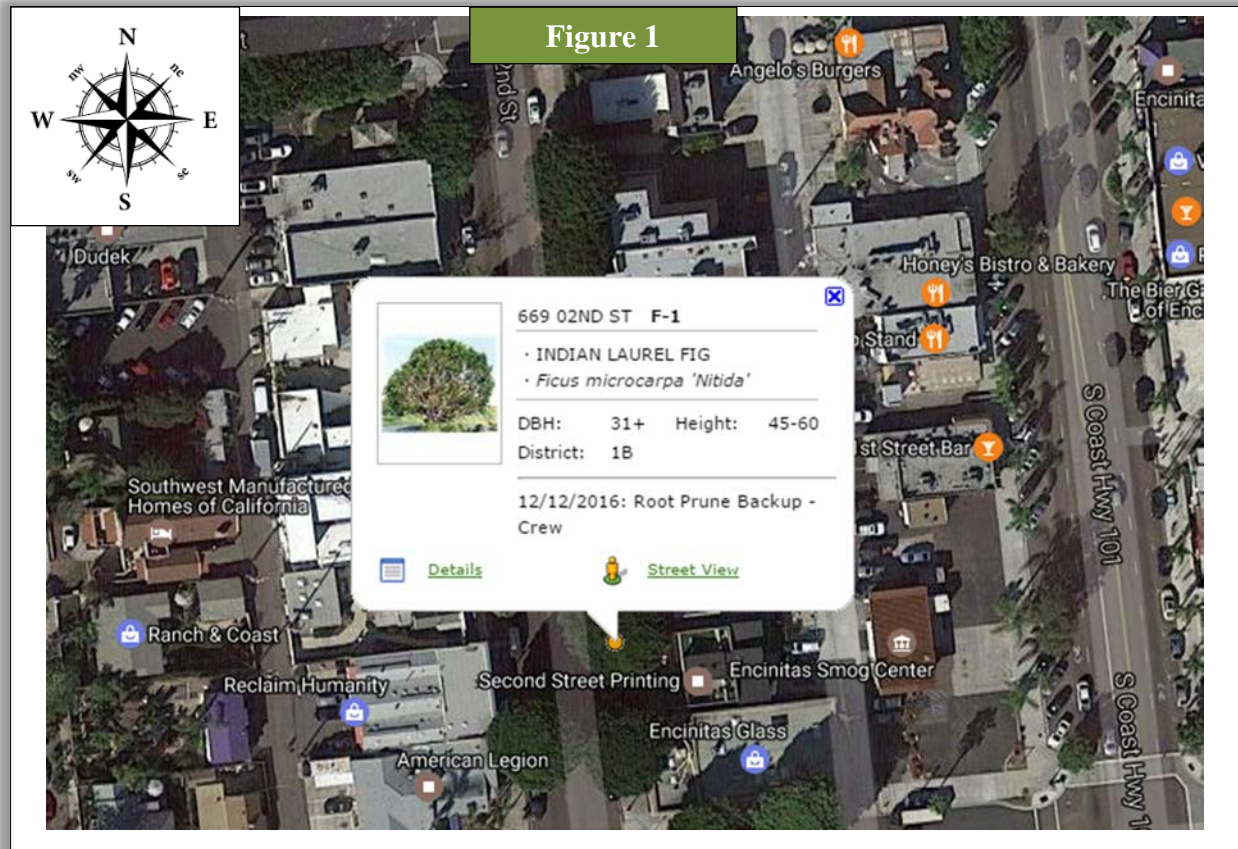 Figure 1
N
nw
ne
W
E
sw
se
S
2nd St
Angelo's Burgers
Encinita
Dudek
Honey's Bistro & Bakery
The Bier Ga
of Enc
Stand
1st Street Bar
S Coast Hwy 101
669 02ND ST F-1
· INDIAN LAUREL FIG
· Ficus microcarpa 'Nitida'
DBH: 31+ Height: 45-60
District: 1B
12/12/2016: Root Prune Backup -
Crew
Details
Street View
Southwest Manufactured
Homes of California
Ranch & Coast
Reclaim Humanity
Second Street Printing
Encinitas Smog Center
Encinitas Glass
American Legion
S Coast Hwy 1